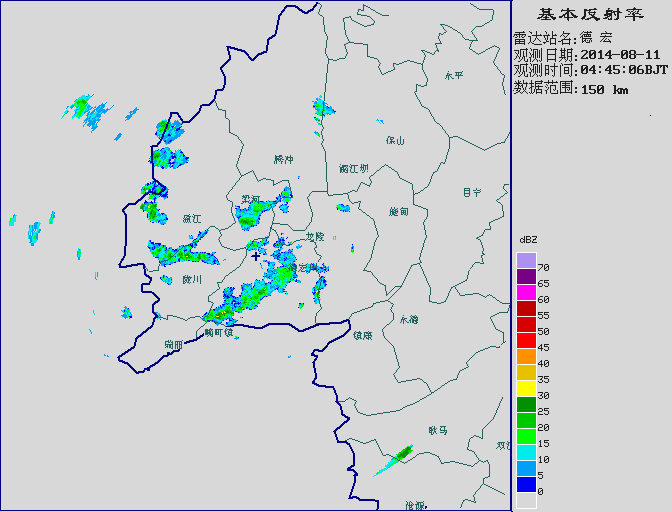 基本反射率
雷达站名:德 宏
观测日期:2014-08-11
观测时间:04:45:06BJT
数据范围:150 km
永平
保山
腾冲
潞江坝
昌宁
梁河
施甸
盈江
龙陵
陇川
永德
镇康
畹町镇
瑞丽
耿马
双江
沧源
dBZ
70
65
60
55
50
45
40
35
30
25
20
15
10
5
0